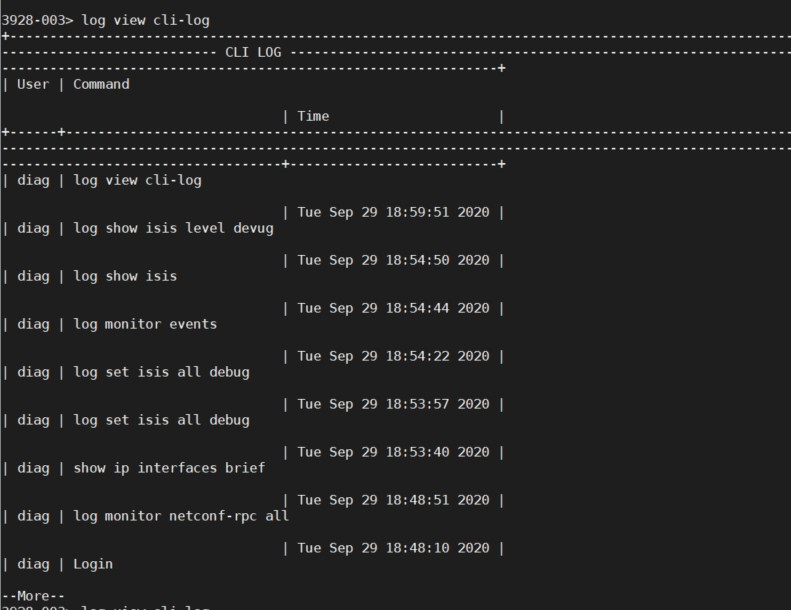 3928-003> log view cli-log
+--------------------------------------------------------------------------------------------------
--------------------------- CLI LOG ---------------------------------------------------------------
--------------------------------------------------------------+
| User | Command
| Time |
+------+-------------------------------------------------------------------------------------------
---------------------------------------------------------------------------------------------------
-----------------------------------+--------------------------+
| diag | log view cli-log
| Tue Sep 29 18:59:51 2020 |
| diag | log show isis level devug
| Tue Sep 29 18:54:50 2020 |
| diag | log show isis
| Tue Sep 29 18:54:44 2020 |
| diag | log monitor events
| Tue Sep 29 18:54:22 2020 |
| diag | log set isis all debug
| Tue Sep 29 18:53:57 2020 |
| diag | log set isis all debug
| Tue Sep 29 18:53:40 2020 |
| diag | show ip interfaces brief
| Tue Sep 29 18:48:51 2020 |
| diag | log monitor netconf-rpc all
| Tue Sep 29 18:48:10 2020 |
| diag | Login
--More--
3928-003> log view cli-log